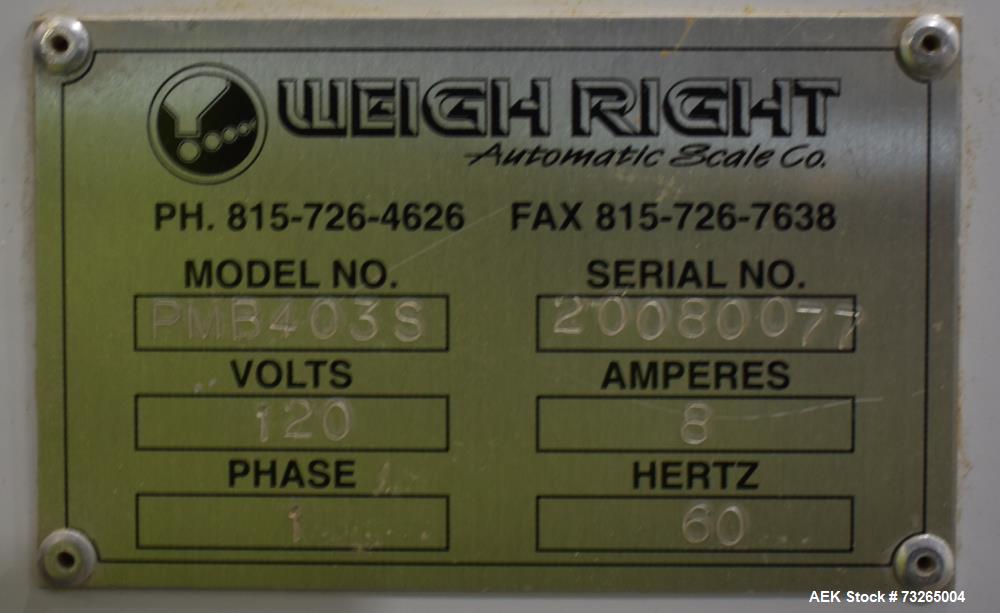 WEIGH RIGHT
Automatic Scale Co.
PH. 815-726-4626 FAX 815-726-7638
MODEL NO. SERIAL NO.
PMB403S 20080077
VOLTS AMPERES
120 8
PHASE HERTZ
1 60
AEK Stock # 73265004